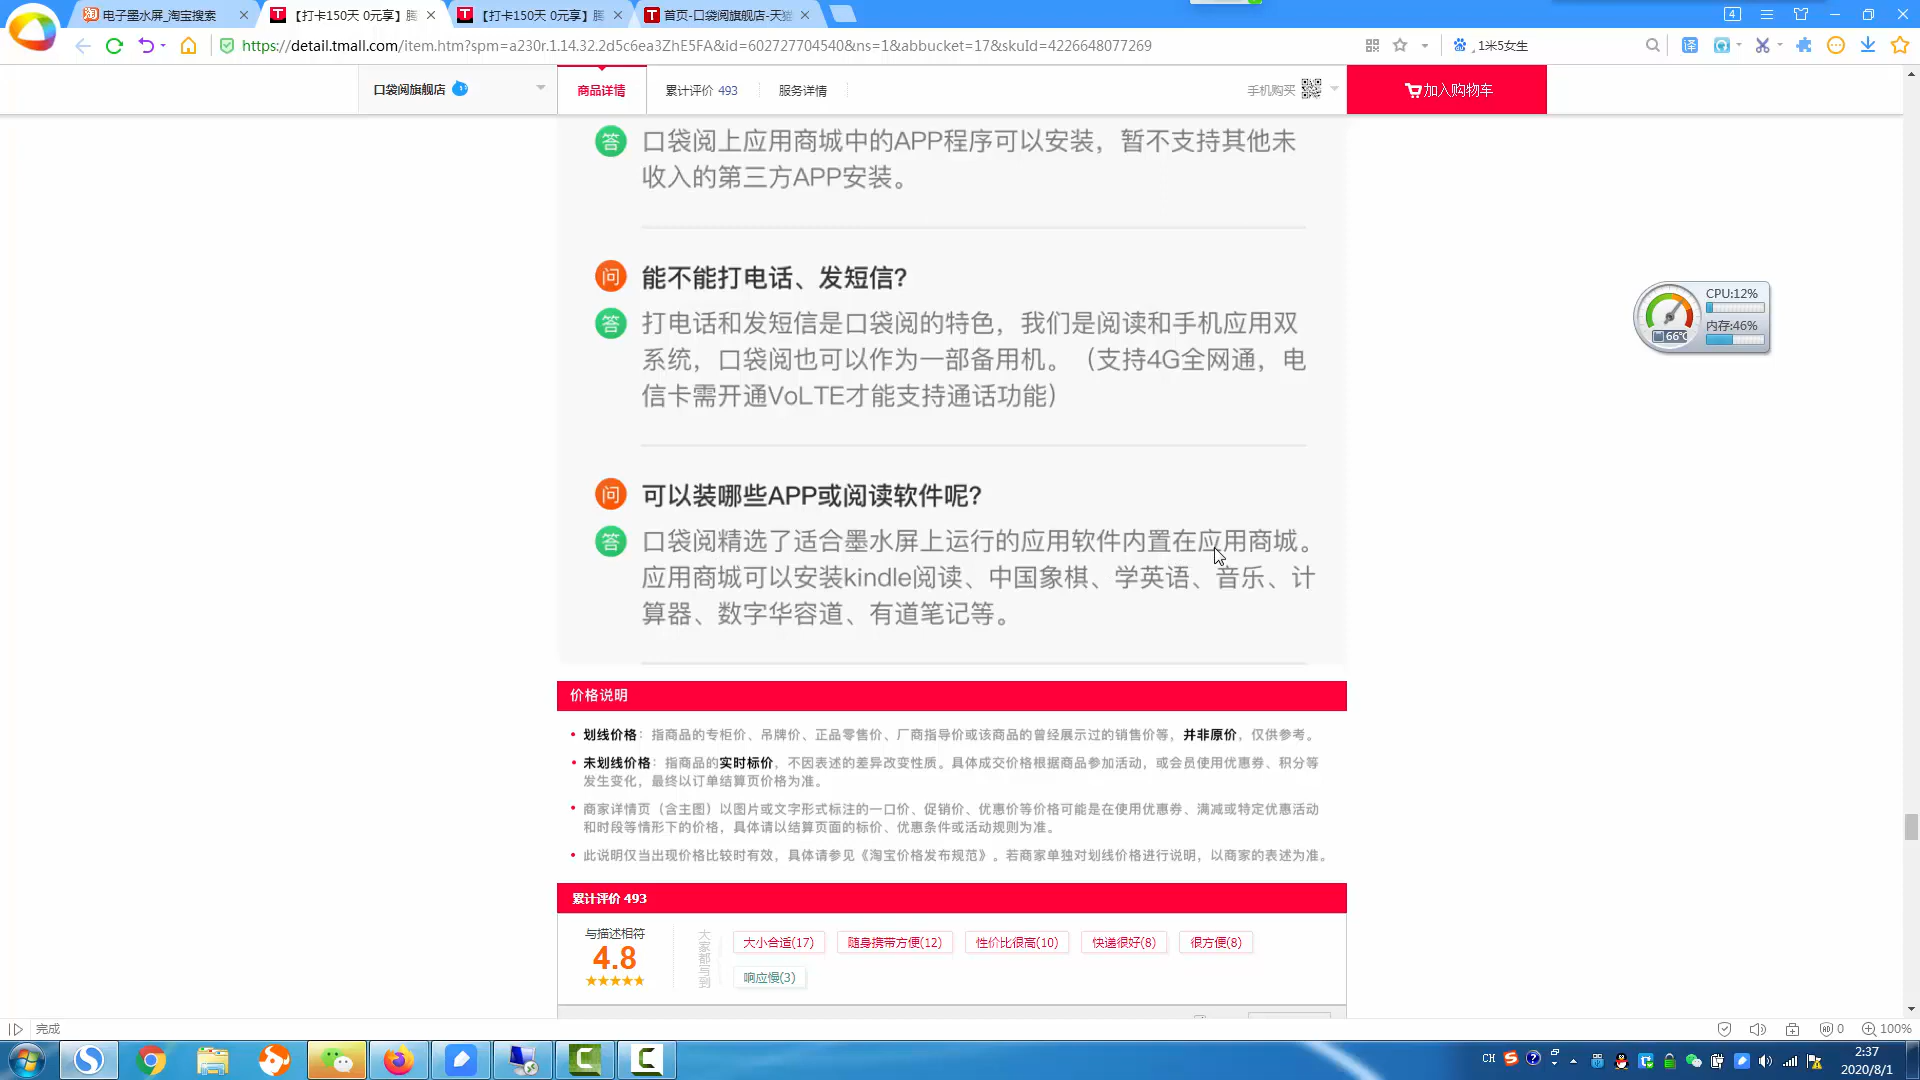 电子墨水屏_淘宝搜索
【打卡150天 0元享】腾
【打卡150天 0元享】腾
首页-口袋阅旗舰店-天猫
4
https://detail.tmall.com/item.htm?spm=a230r.1.14.32.2d5c6ea3ZhE5FA&id=602727704540&ns=1&abbucket=17&skuId=4226648077269
1米5女生
口袋阅旗舰店
商品详情
累计评价 493
服务详情
手机购买
加入购物车
答 口袋阅上应用商城中的APP程序可以安装，暂不支持其他未
收入的第三方APP安装。
问 能不能打电话、发短信?
答 打电话和发短信是口袋阅的特色，我们是阅读和手机应用双
系统，口袋阅也可以作为一部备用机。（支持4G全网通，电
信卡需开通VoLTE才能支持通话功能）
CPU:12%
内存:46%
66℃
问 可以装哪些APP或阅读软件呢?
答 口袋阅精选了适合墨水屏上运行的应用软件内置在应用商城。
应用商城可以安装kindle阅读、中国象棋、学英语、音乐、计
算器、数字华容道、有道笔记等。
价格说明
划线价格：指商品的专柜价、吊牌价、正品零售价、厂商指导价或该商品的曾经展示过的销售价等，并非原价，仅供参考。
未划线价格：指商品的实时标价，不因表述的差异改变性质。具体成交价格根据商品参加活动，或会员使用优惠券、积分等
发生变化，最终以订单结算页价格为准。
商家详情页（含主图）以图片或文字形式标注的一口价、促销价、优惠价等价格可能是在使用优惠券、满减或特定优惠活动
和时段等情形下的价格，具体请以结算页面的标价、优惠条件或活动规则为准。
此说明仅当出现价格比较时有效，具体请参见《淘宝价格发布规范》。若商家单独对划线价格进行说明，以商家的表述为准。
累计评价 493
与描述相符
4.8
大家都写到
大小合适(17)
随身携带方便(12)
性价比很高(10)
快递很好(8)
很方便(8)
响应慢(3)
完成
0
100%
CH
2:37
2020/8/1